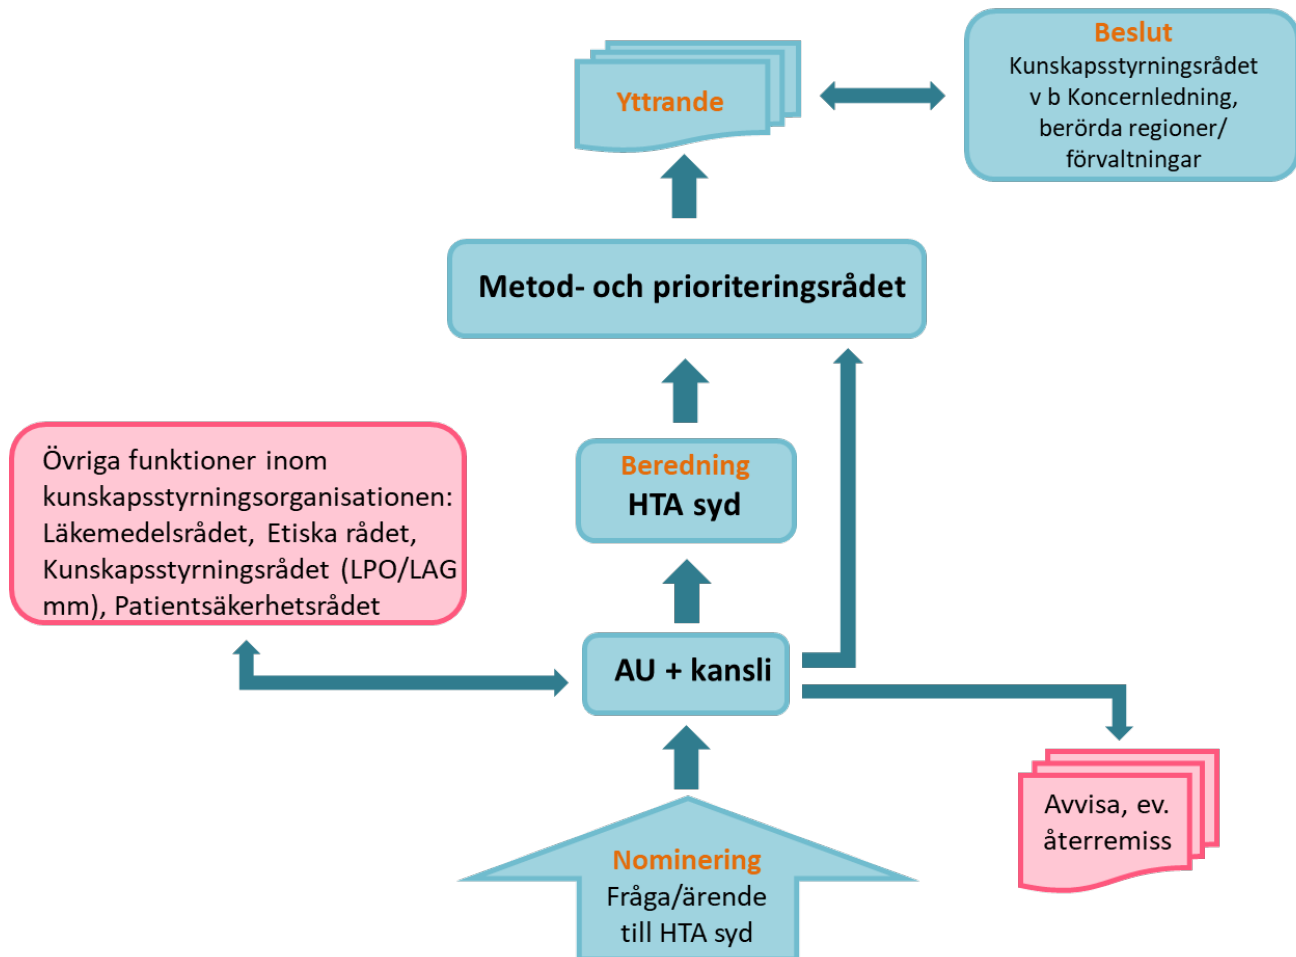 Yttrande
Beslut
Kunskapsstyrningsrådet
v b Koncernledning,
berörda regioner/
förvaltningar
Metod- och prioriteringsrådet
Beredning
HTA syd
Övriga funktioner inom
kunskapsstyrningsorganisationen:
Läkemedelsrådet, Etiska rådet,
Kunskapsstyrningsrådet (LPO/LAG
mm), Patientsäkerhetsrådet
AU + kansli
Avvisa, ev.
återremiss
Nominering
Fråga/ärende
till HTA syd